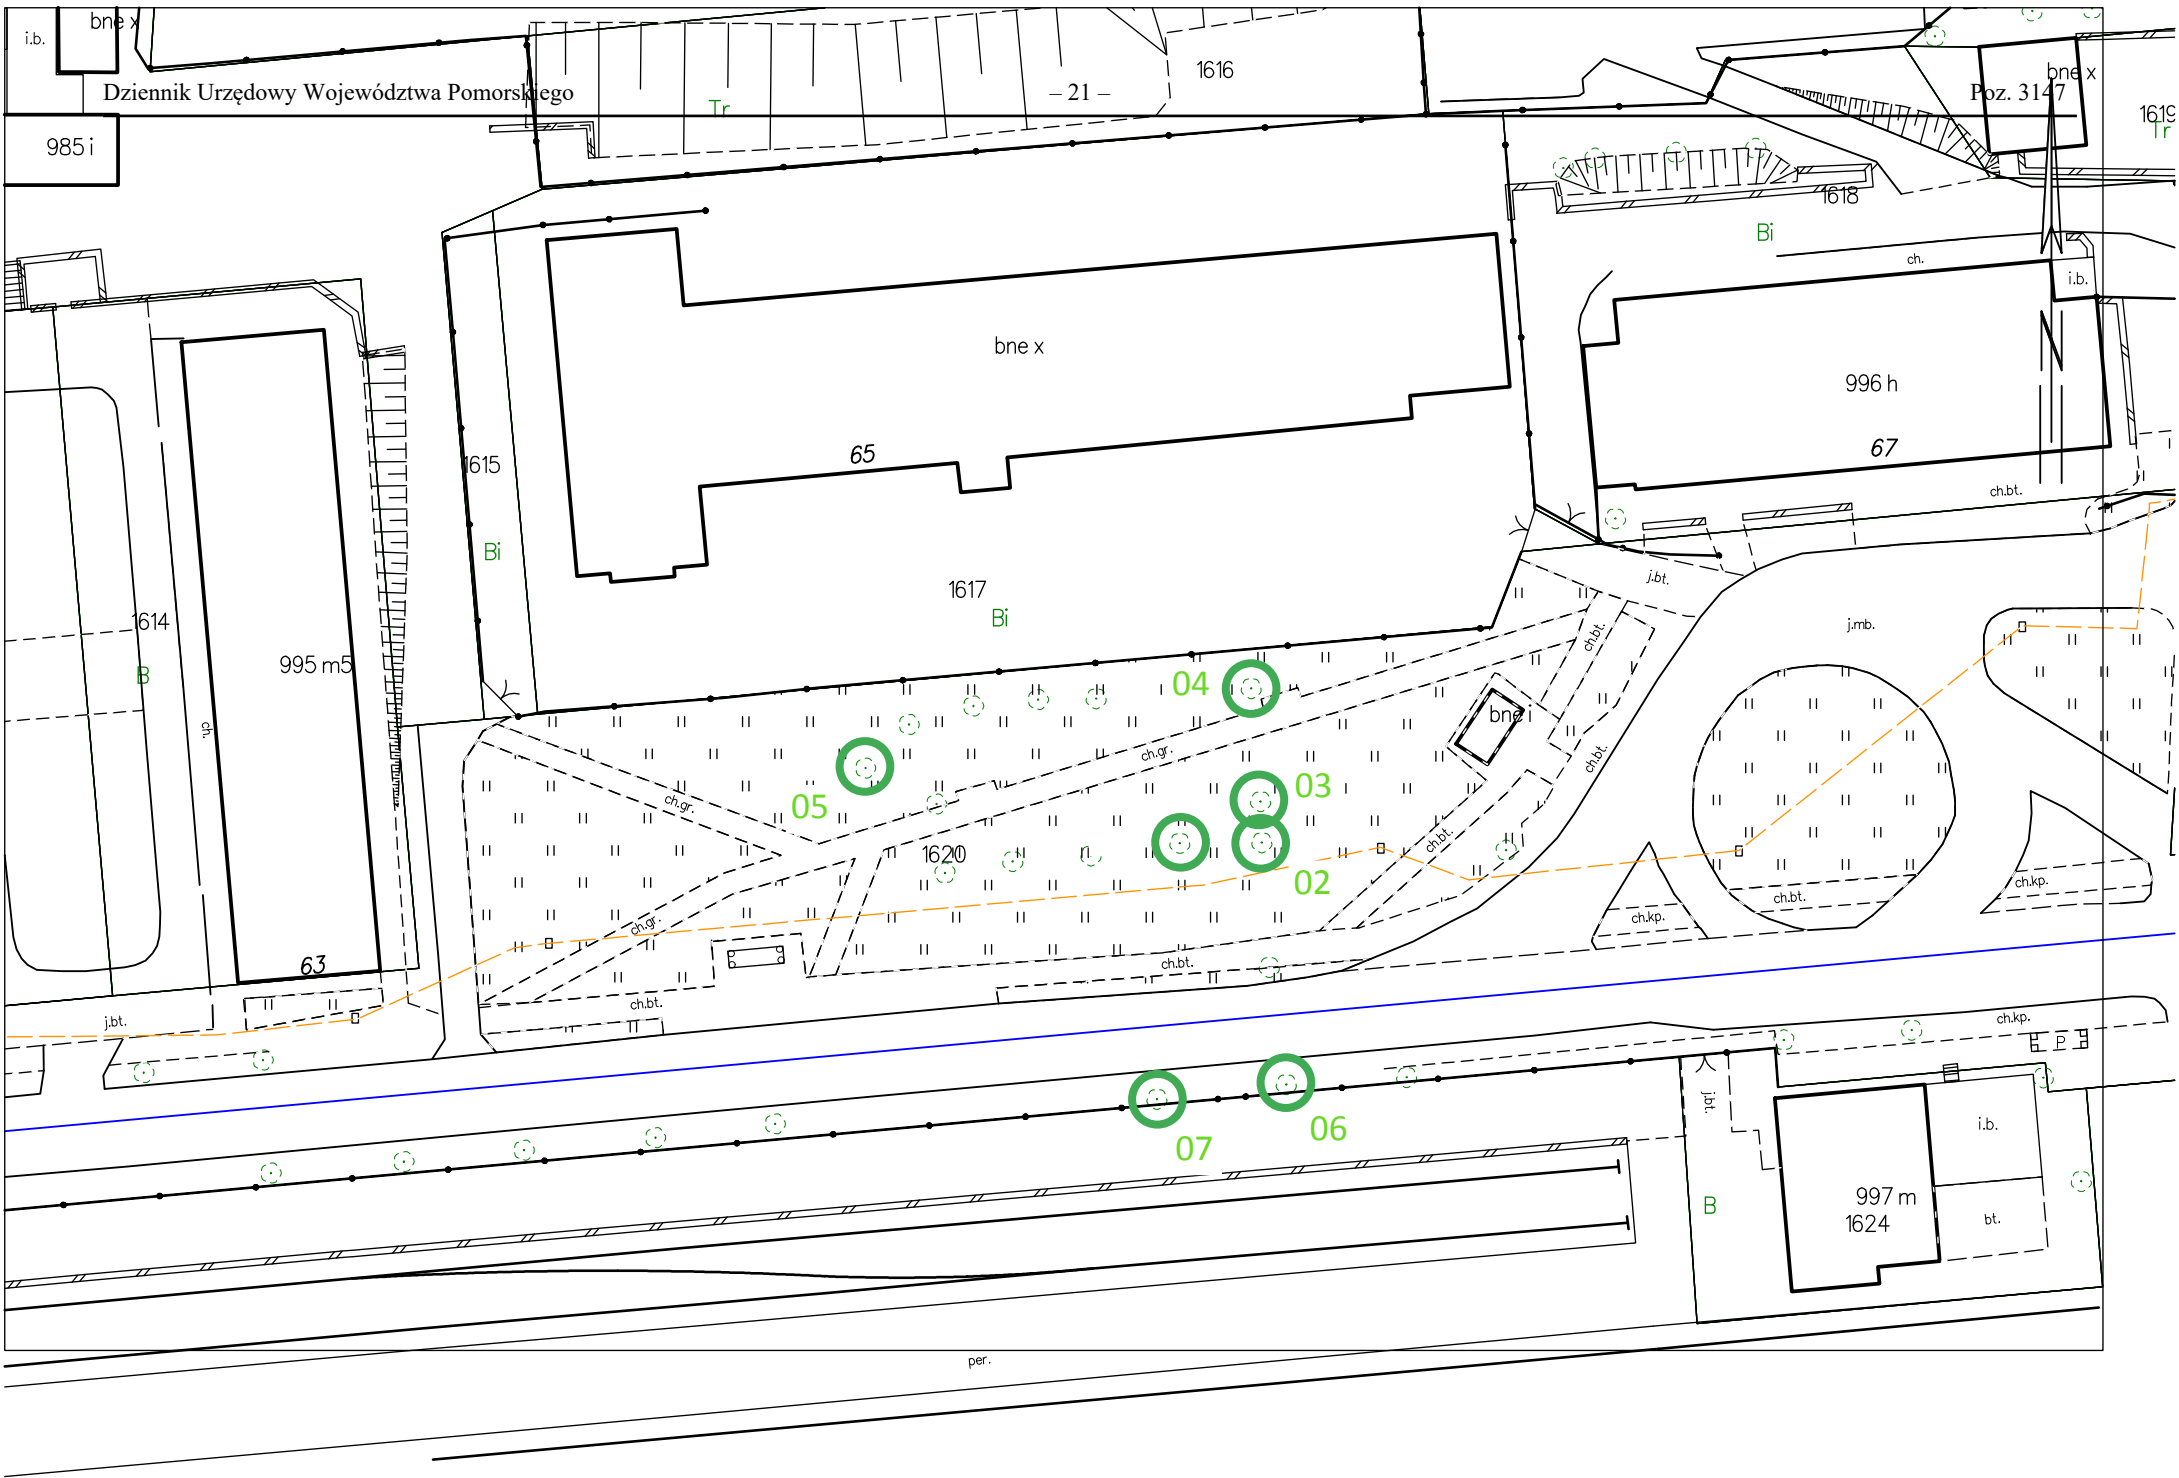 bne x
i.b.
1616
bne x
Dziennik Urzędowy Województwa Pomorskiego
– 21 –
Poz. 3147
Tr
1619
Tr
985 i
1618
Bi
ch.
i.b.
bne x
996 h
65
67
1615
ch.bt.
Bi
j.bt.
1617
Bi
1614
j.mb.
ch.bt.
995 m5
B
04
bne i
ch.
ch.gr.
ch.bt.
03
05
ch.gr.
ch.bt.
1620
02
ch.kp.
ch.bt.
ch.kp.
ch.gr.
63
ch.bt.
ch.bt.
j.bt.
ch.kp.
P
j.bt.
06
07
i.b.
997 m
B
1624
bt.
per.